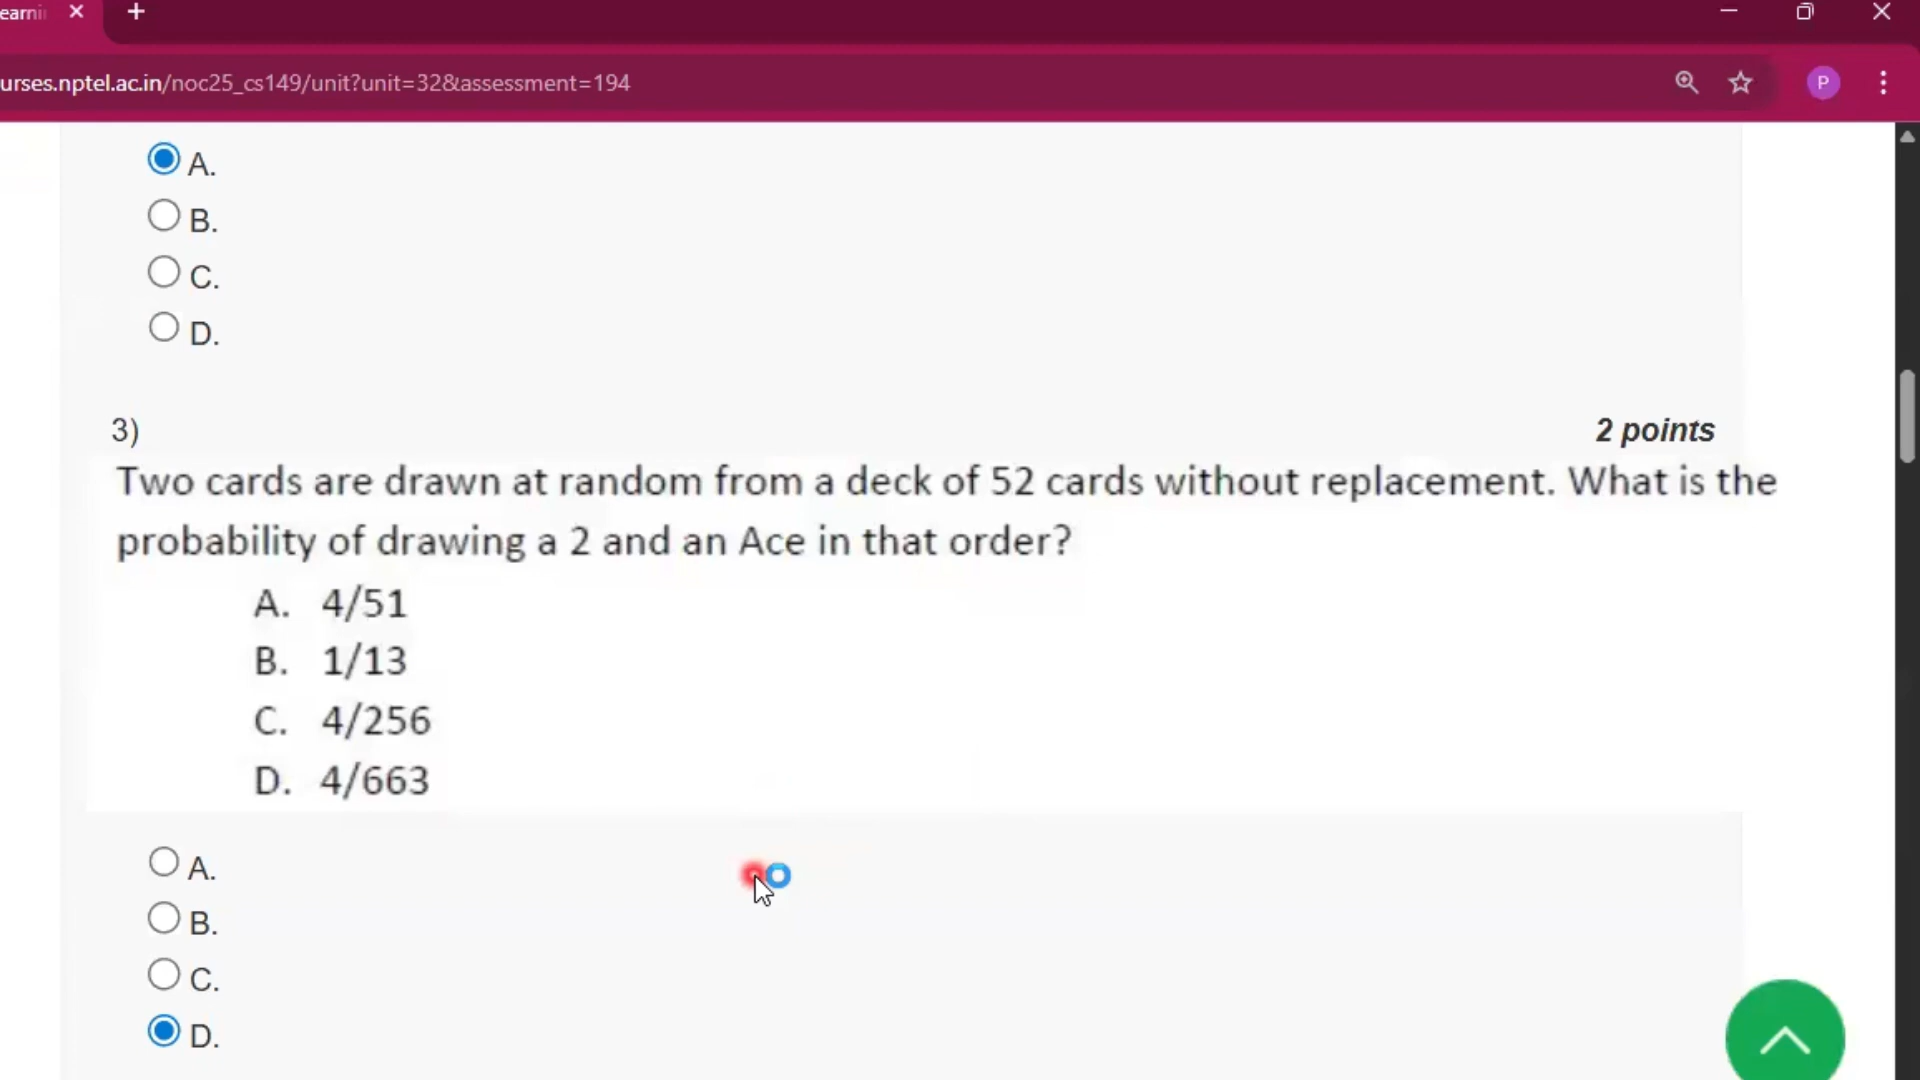 earni
urses.nptel.ac.in/noc25_cs149/unit?unit=32&assessment=194
P
A.
B.
C.
D.
3)
2 points
Two cards are drawn at random from a deck of 52 cards without replacement. What is the
probability of drawing a 2 and an Ace in that order?
A. 4/51
B. 1/13
C. 4/256
D. 4/663
A.
B.
C.
D.